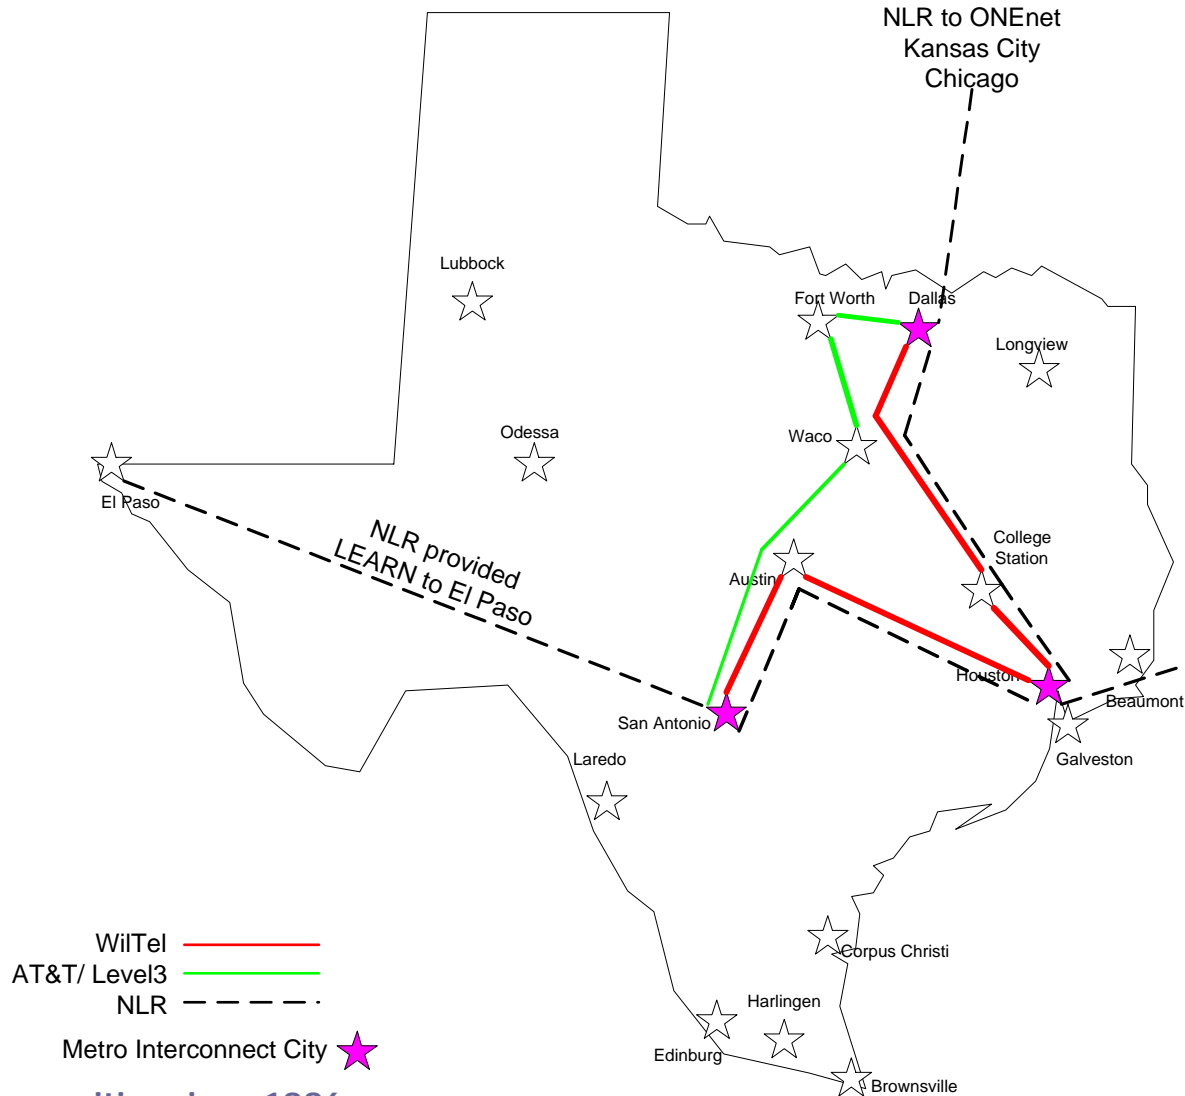 NLR to ONEnet
Kansas City
Chicago
Lubbock
Fort Worth
Dallas
Longview
Odessa
Waco
El Paso
NLR provided
LEARN to El Paso
College
Station
Austin
Houston
Beaumont
San Antonio
Galveston
Laredo
WilTel
AT&T/ Level3
NLR
Corpus Christi
Harlingen
Metro Interconnect City
Edinburg
Brownsville